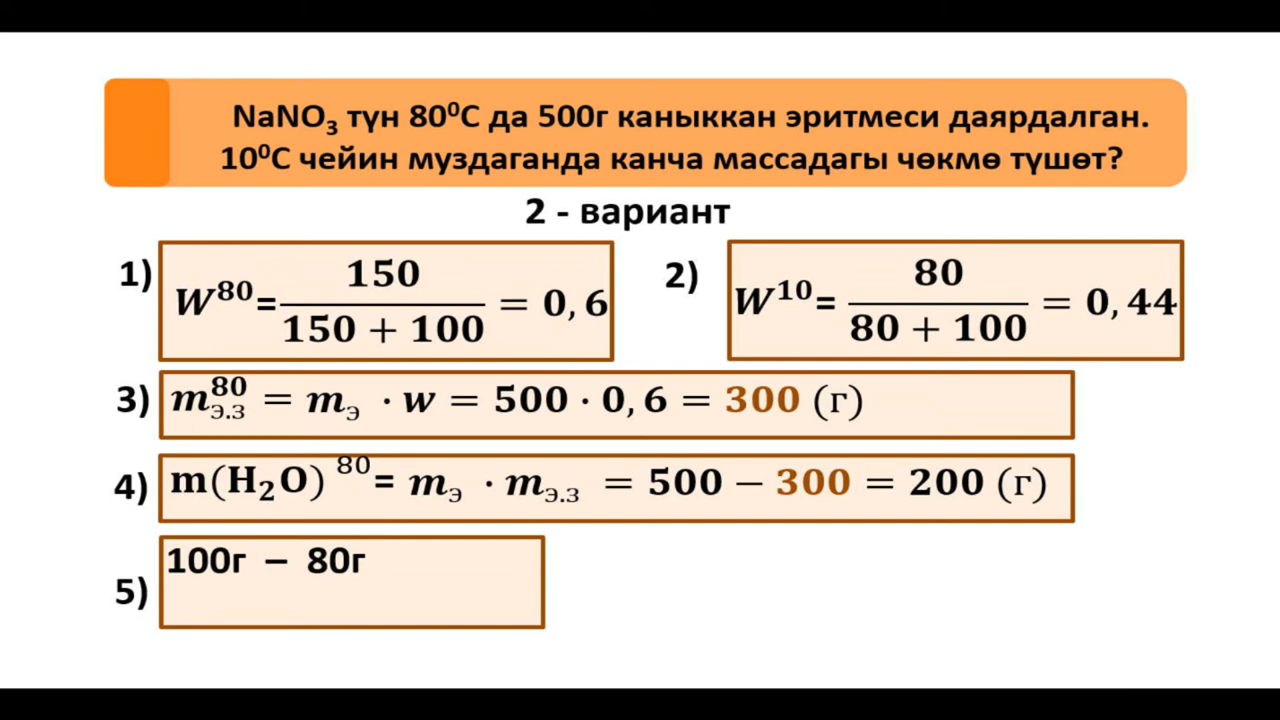 NaNO₃ түн 80⁰C да 500г каныккан эритмеси даярдалган.
10⁰C чейин муздаганда канча массадагы чөкмө түшөт?
2 - вариант
1) W⁸⁰= 150 / (150 + 100) = 0,6
2) W¹⁰= 80 / (80 + 100) = 0,44
3) m⁸⁰э.з = mэ · w = 500 · 0,6 = 300 (г)
4) m(H₂O) ⁸⁰= mэ · mэ.з = 500 − 300 = 200 (г)
5) 100г – 80г